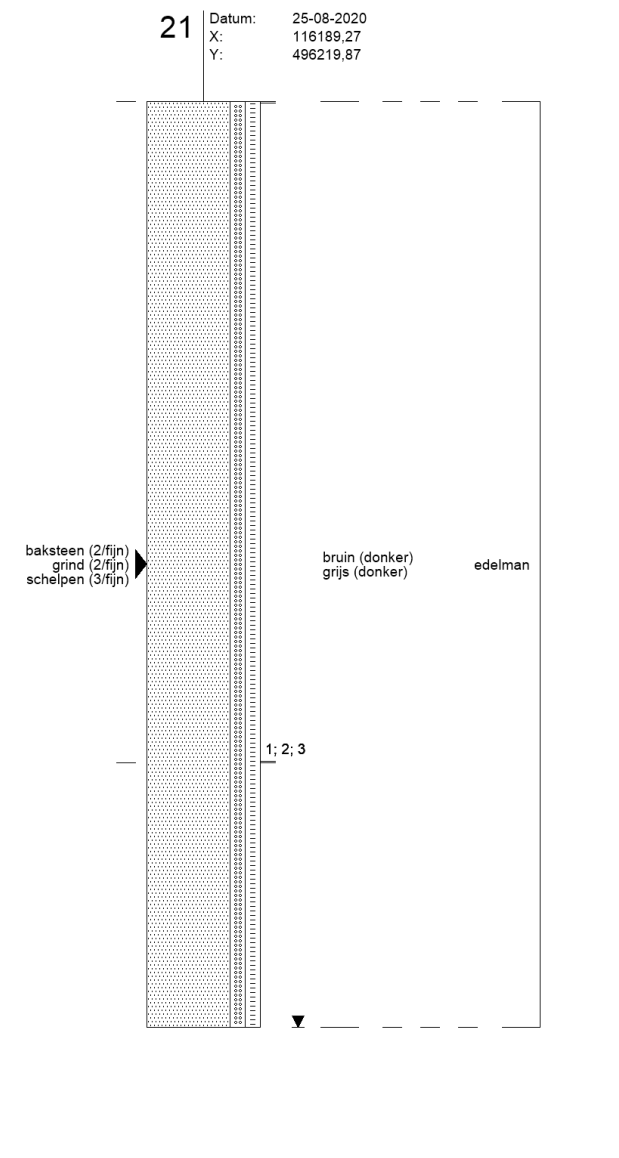 21
Datum: 25-08-2020
X: 116189,27
Y: 496219,87
baksteen (2/fijn)
grind (2/fijn)
schelpen (3/fijn)
bruin (donker)
grijs (donker)
edelman
1; 2; 3